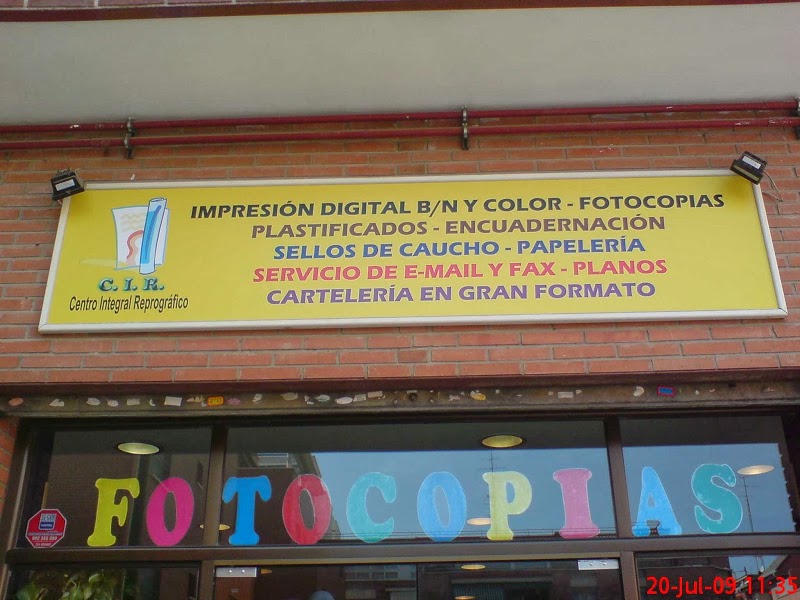 IMPRESIÓN DIGITAL B/N Y COLOR - FOTOCOPIAS
PLASTIFICADOS - ENCUADERNACIÓN
SELLOS DE CAUCHO - PAPELERÍA
SERVICIO DE E-MAIL Y FAX - PLANOS
CARTELERÍA EN GRAN FORMATO
C. I. R.
Centro Integral Reprográfico
FOTOCOPIAS
20-Jul-09 11:35